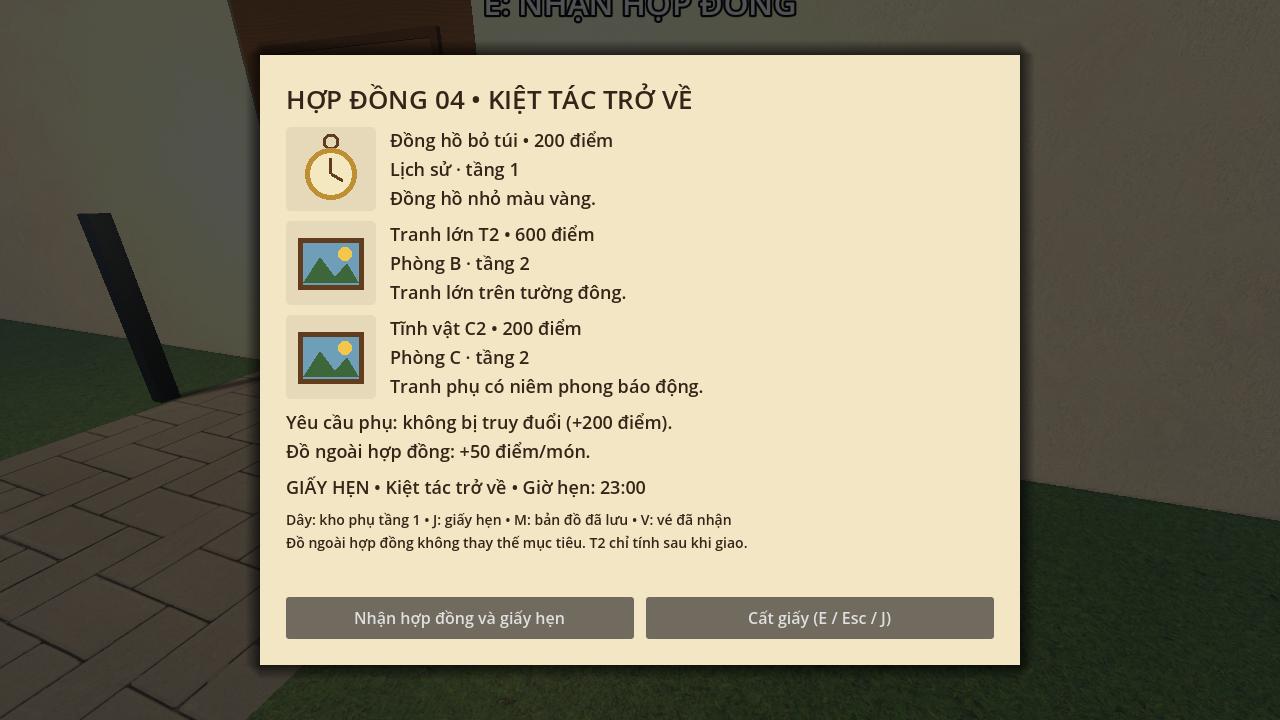 E: NHẬN HỢP ĐỒNG
HỢP ĐỒNG 04 • KIỆT TÁC TRỞ VỀ
Đồng hồ bỏ túi • 200 điểm
Lịch sử · tầng 1
Đồng hồ nhỏ màu vàng.
Tranh lớn T2 • 600 điểm
Phòng B · tầng 2
Tranh lớn trên tường đông.
Tĩnh vật C2 • 200 điểm
Phòng C · tầng 2
Tranh phụ có niêm phong báo động.
Yêu cầu phụ: không bị truy đuổi (+200 điểm).
Đồ ngoài hợp đồng: +50 điểm/món.
GIẤY HẸN • Kiệt tác trở về • Giờ hẹn: 23:00
Dây: kho phụ tầng 1 • J: giấy hẹn • M: bản đồ đã lưu • V: vé đã nhận
Đồ ngoài hợp đồng không thay thế mục tiêu. T2 chỉ tính sau khi giao.
Nhận hợp đồng và giấy hẹn
Cất giấy (E / Esc / J)